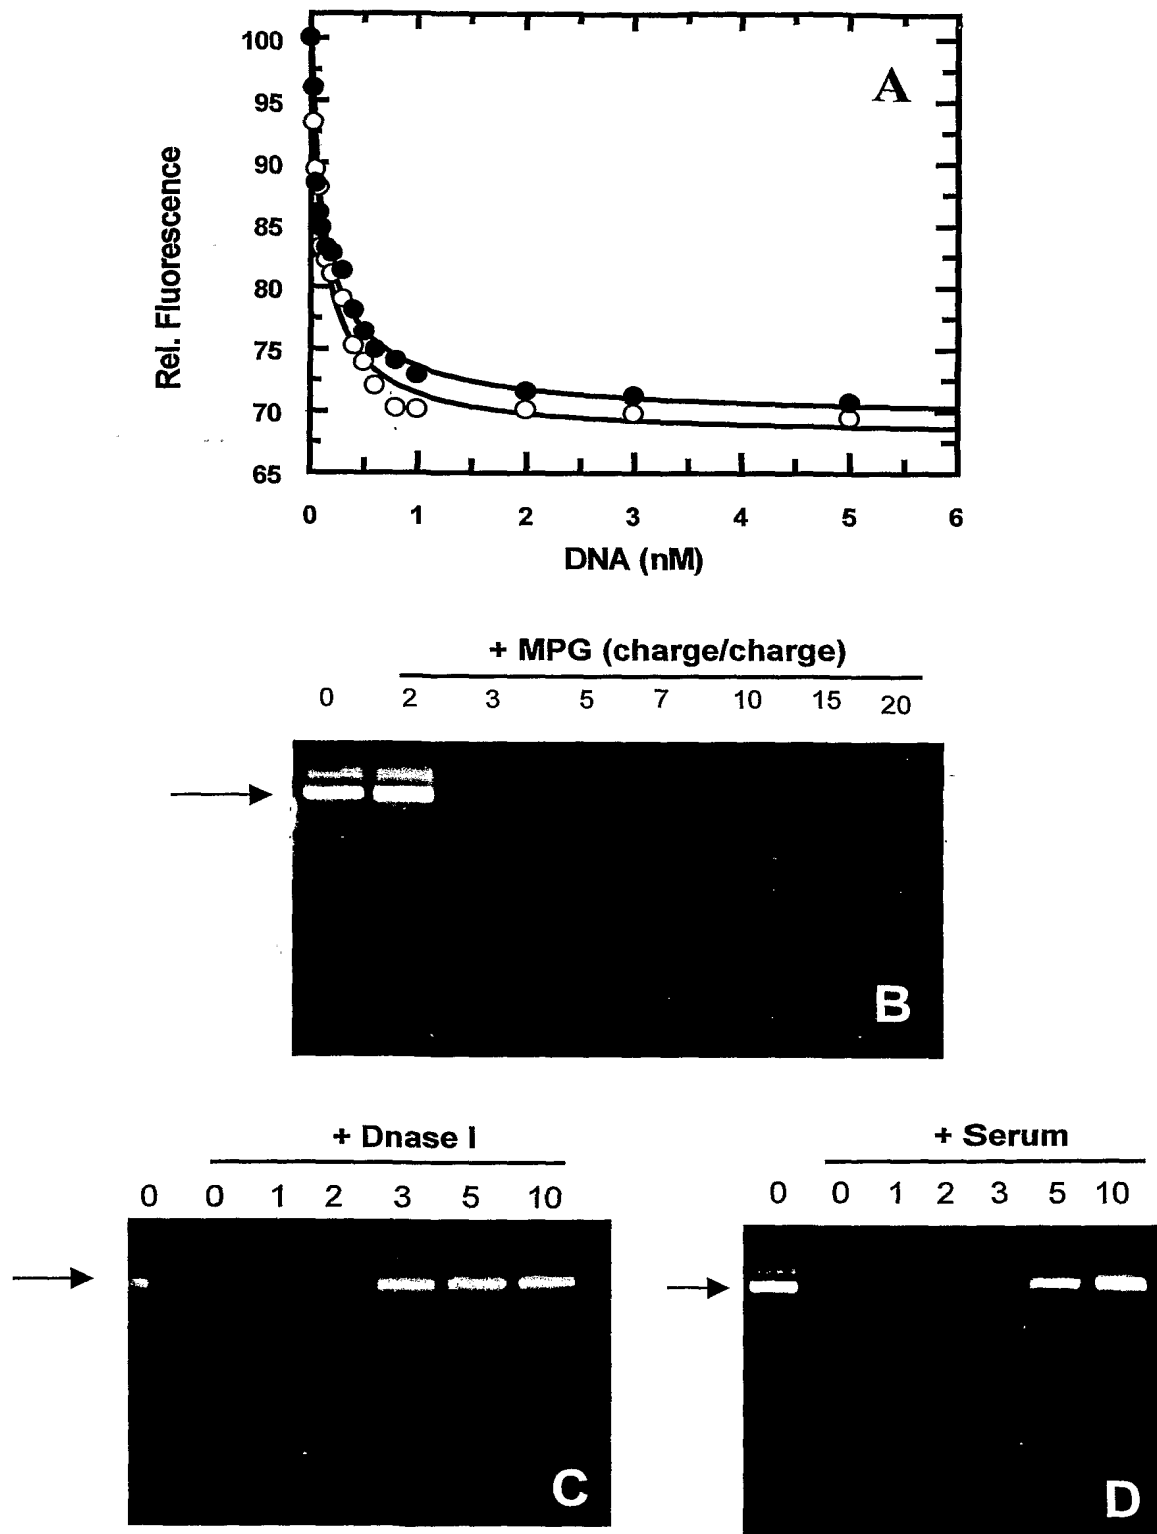 A
100
95
90
85
80
75
70
65
Rel. Fluorescence
0 1 2 3 4 5 6
DNA (nM)
+ MPG (charge/charge)
0 2 3 5 7 10 15 20
B
+ Dnase I
0 0 1 2 3 5 10
C
+ Serum
0 0 1 2 3 5 10
D